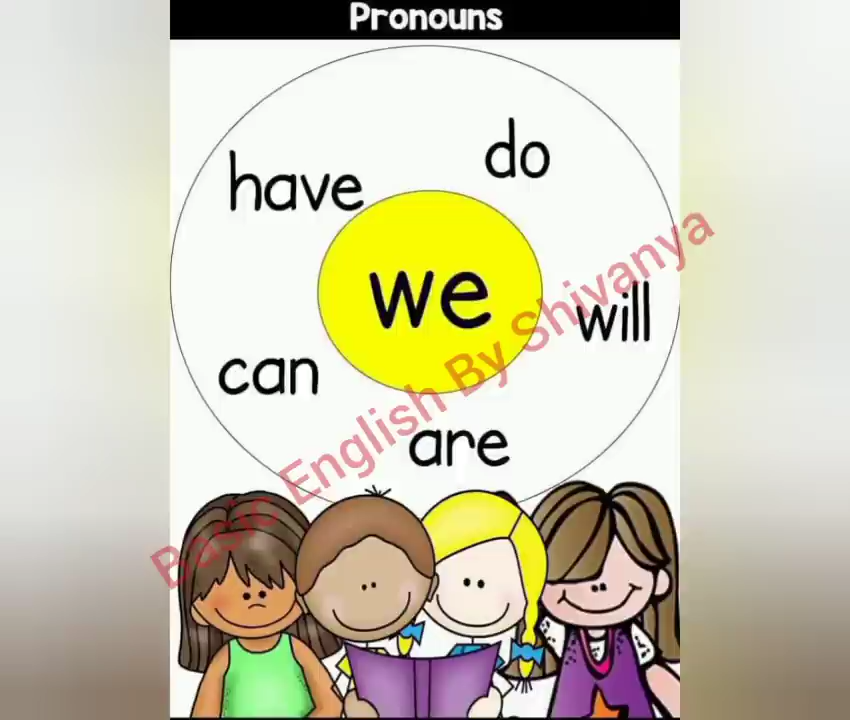 Pronouns
have do
we
will
can
are
Basic English By Shivanya